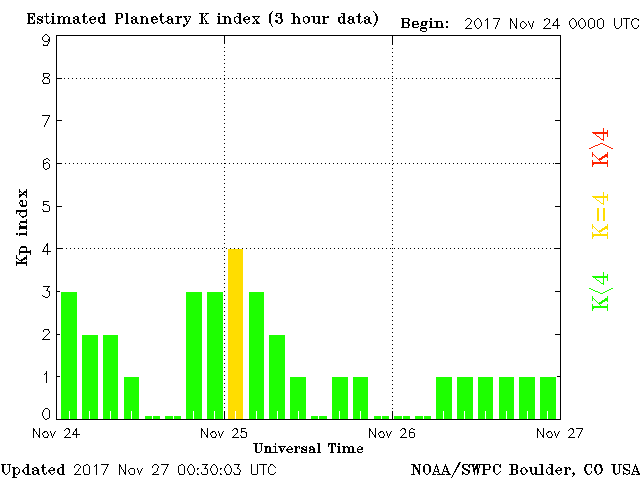 Estimated Planetary K index (3 hour data) Begin: 2017 Nov 24 0000 UTC
9
8
7
6
5
4
3
2
1
0
Kp index
K>4
K=4
K<4
Nov 24 Nov 25 Nov 26 Nov 27
Universal Time
Updated 2017 Nov 27 00:30:03 UTC NOAA/SWPC Boulder, CO USA